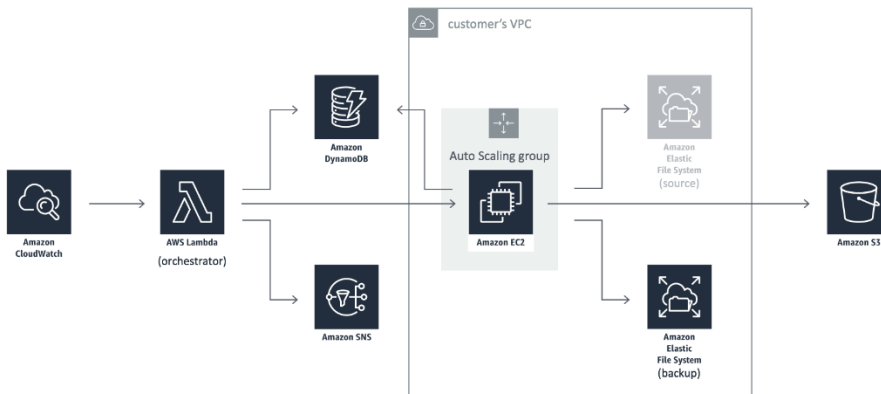 customer's VPC
Amazon
DynamoDB
Auto Scaling group
Amazon
Elastic
File System
(source)
Amazon
CloudWatch
AWS Lambda
(orchestrator)
Amazon EC2
Amazon S3
Amazon SNS
Amazon
Elastic
File System
(backup)